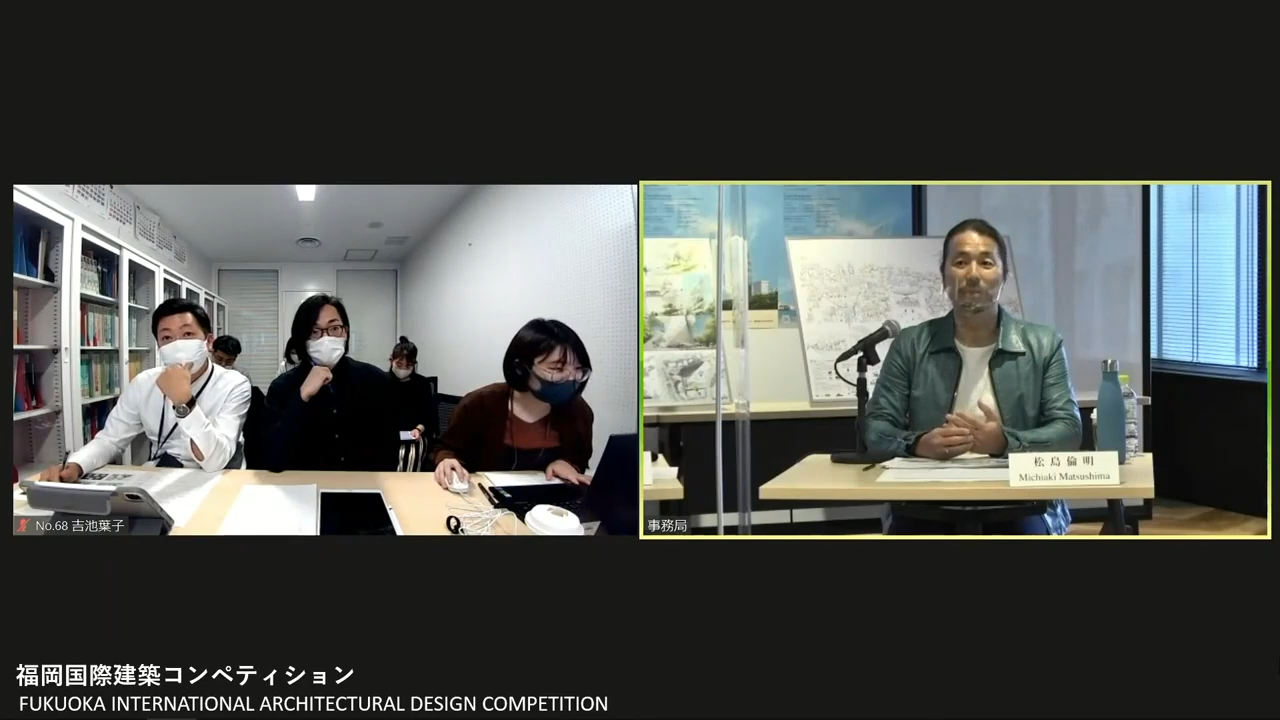 No.68 吉池葉子
松島倫明
Michiaki Matsushima
事務局
福岡国際建築コンペティション
FUKUOKA INTERNATIONAL ARCHITECTURAL DESIGN COMPETITION